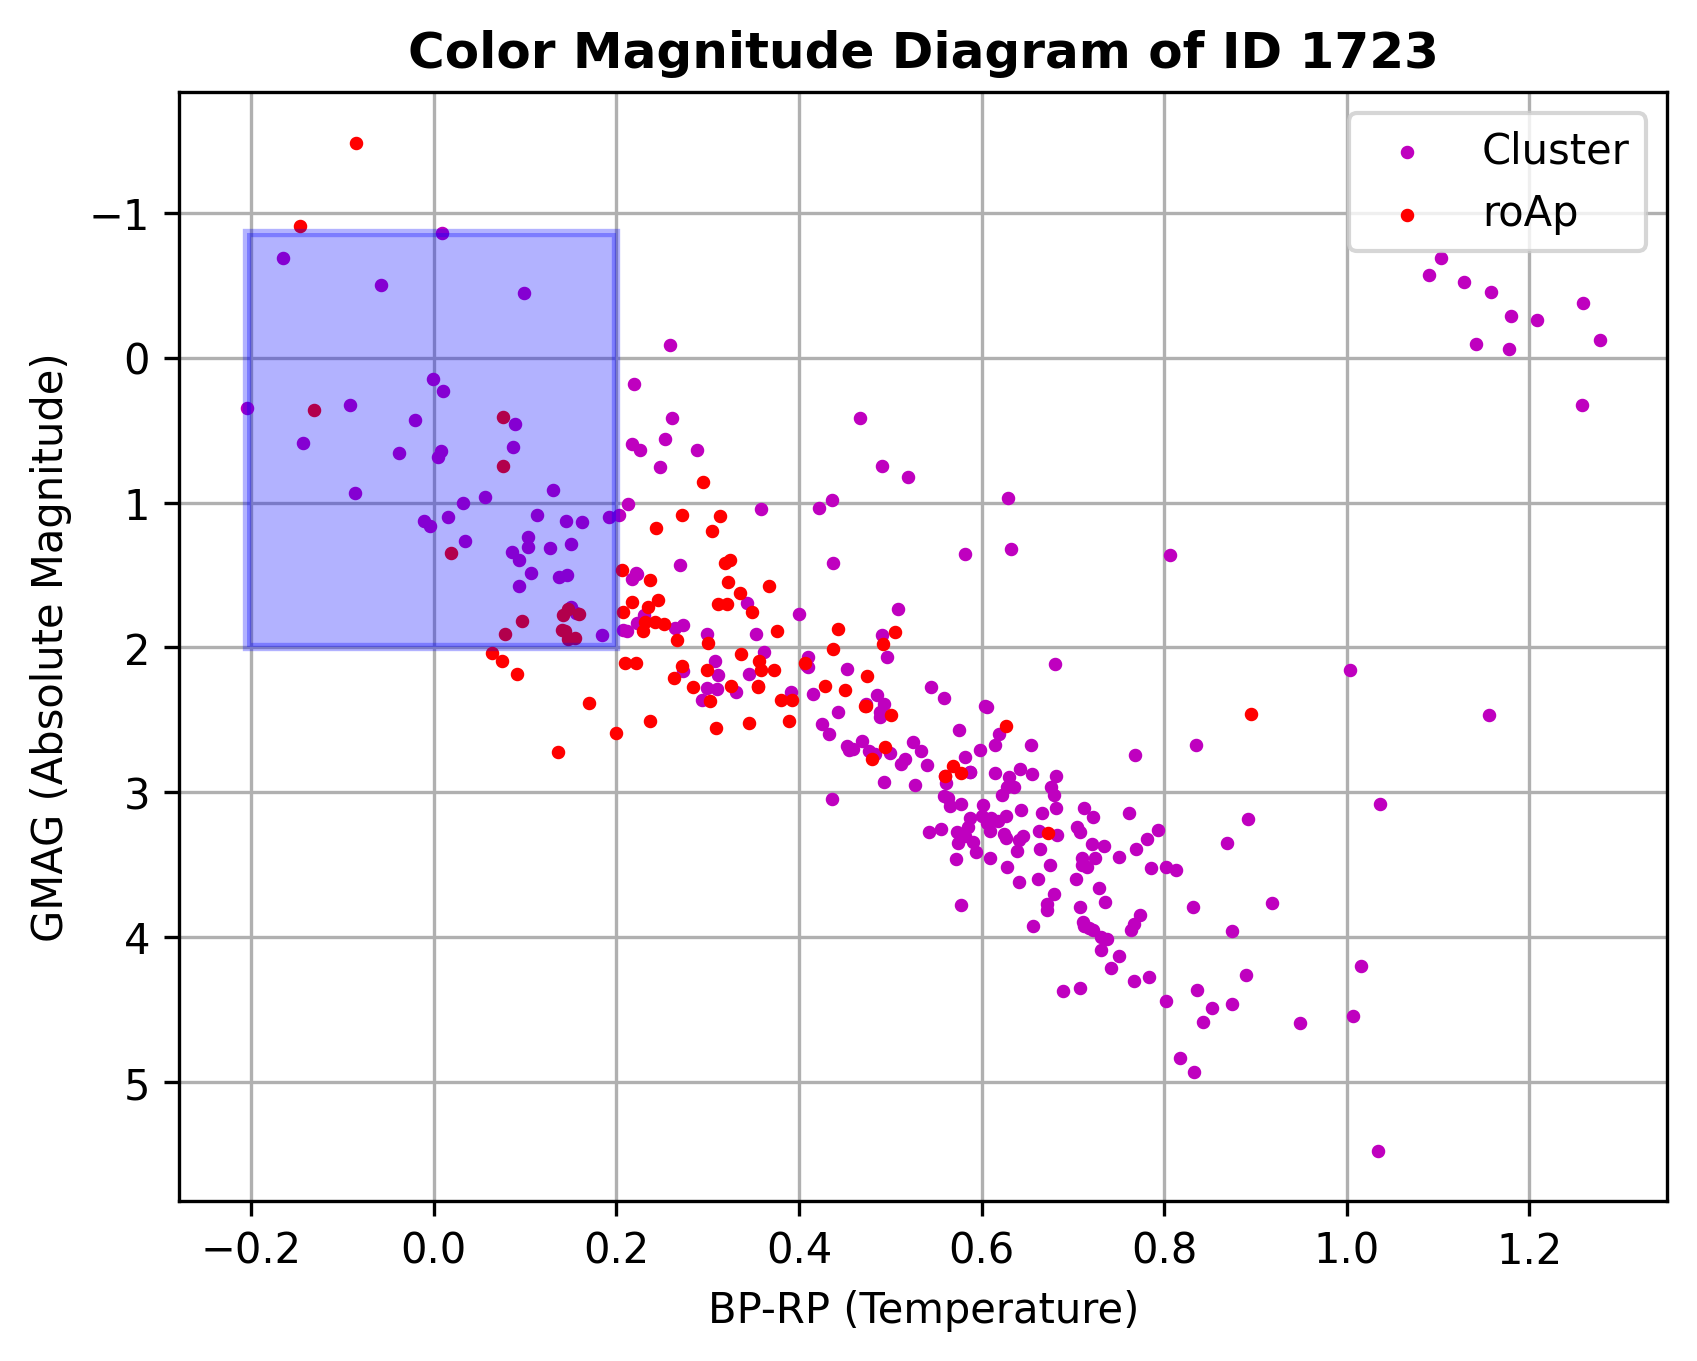 Color Magnitude Diagram of ID 1723
Cluster
roAp
GMAG (Absolute Magnitude)
−1
0
1
2
3
4
5
−0.2 0.0 0.2 0.4 0.6 0.8 1.0 1.2
BP-RP (Temperature)